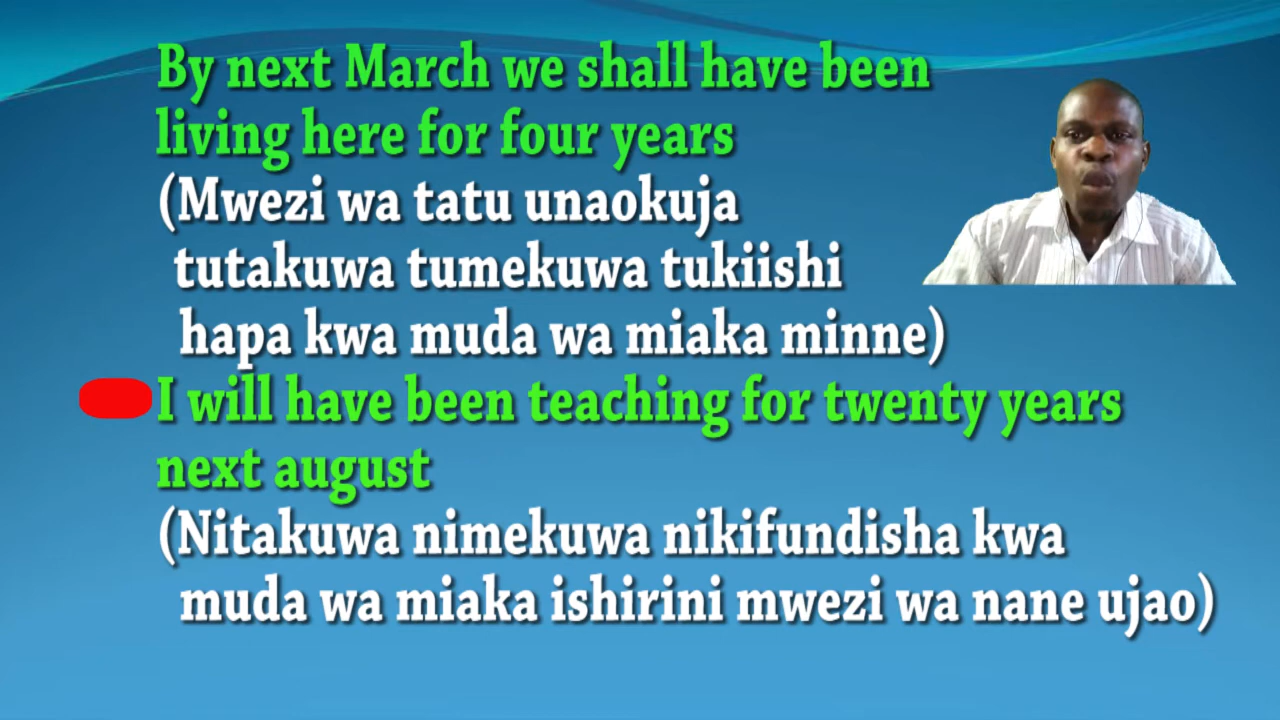 By next March we shall have been
living here for four years
(Mwezi wa tatu unaokuja
tutakuwa tumekuwa tukiishi
hapa kwa muda wa miaka minne)
I will have been teaching for twenty years
next august
(Nitakuwa nimekuwa nikifundisha kwa
muda wa miaka ishirini mwezi wa nane ujao)